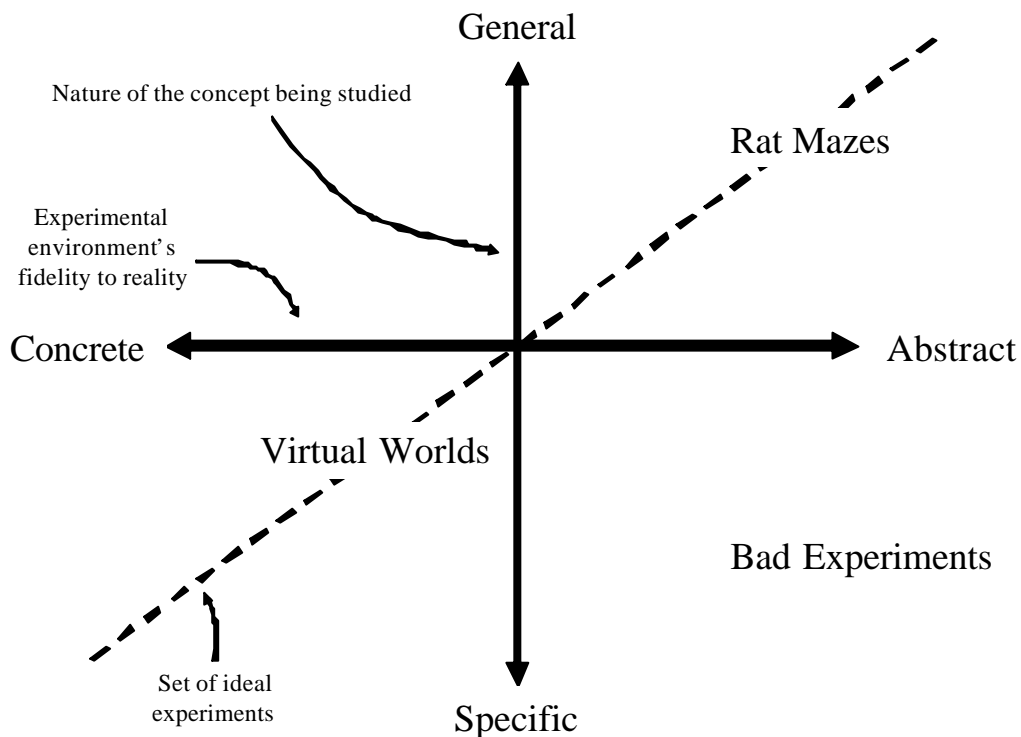 General
Nature of the concept being studied
Rat Mazes
Experimental
environment's
fidelity to reality
Concrete
Abstract
Virtual Worlds
Bad Experiments
Set of ideal
experiments
Specific